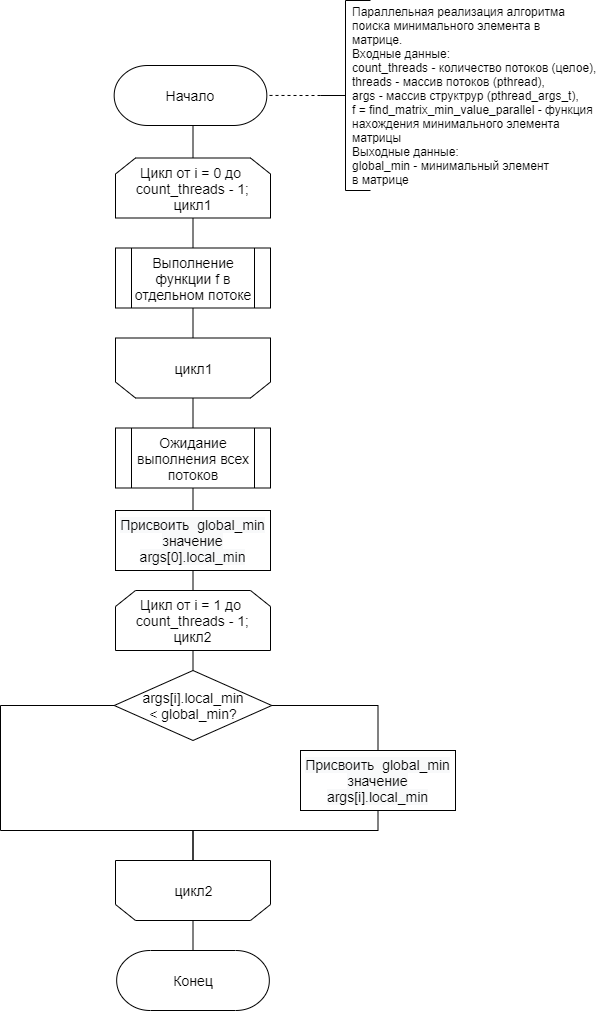 Параллельная реализация алгоритма
поиска минимального элемента в
матрице.
Входные данные:
count_threads - количество потоков (целое),
threads - массив потоков (pthread),
args - массив структрур (pthread_args_t),
f = find_matrix_min_value_parallel - функция
нахождения минимального элемента
матрицы
Выходные данные:
global_min - минимальный элемент
в матрице
Начало
Цикл от i = 0 до
count_threads - 1;
цикл1
Выполнение
функции f в
отдельном потоке
цикл1
Ожидание
выполнения всех
потоков
Присвоить global_min
значение
args[0].local_min
Цикл от i = 1 до
count_threads - 1;
цикл2
args[i].local_min
< global_min?
Присвоить global_min
значение
args[i].local_min
цикл2
Конец